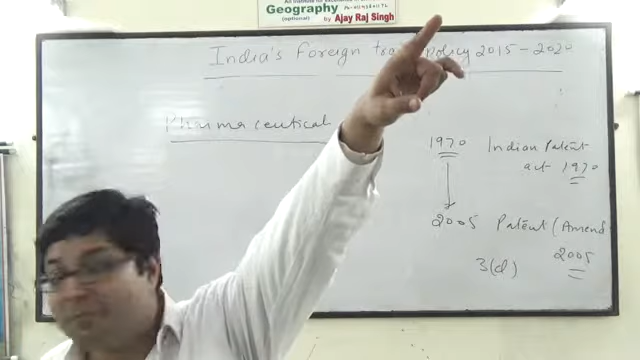 Geography
(optional) by Ajay Raj Singh
India's Foreign trade policy 2015-2020
Pharmaceutical
1970 Indian Patent
act 1970
2005 Patent (Amend
3(d) 2005